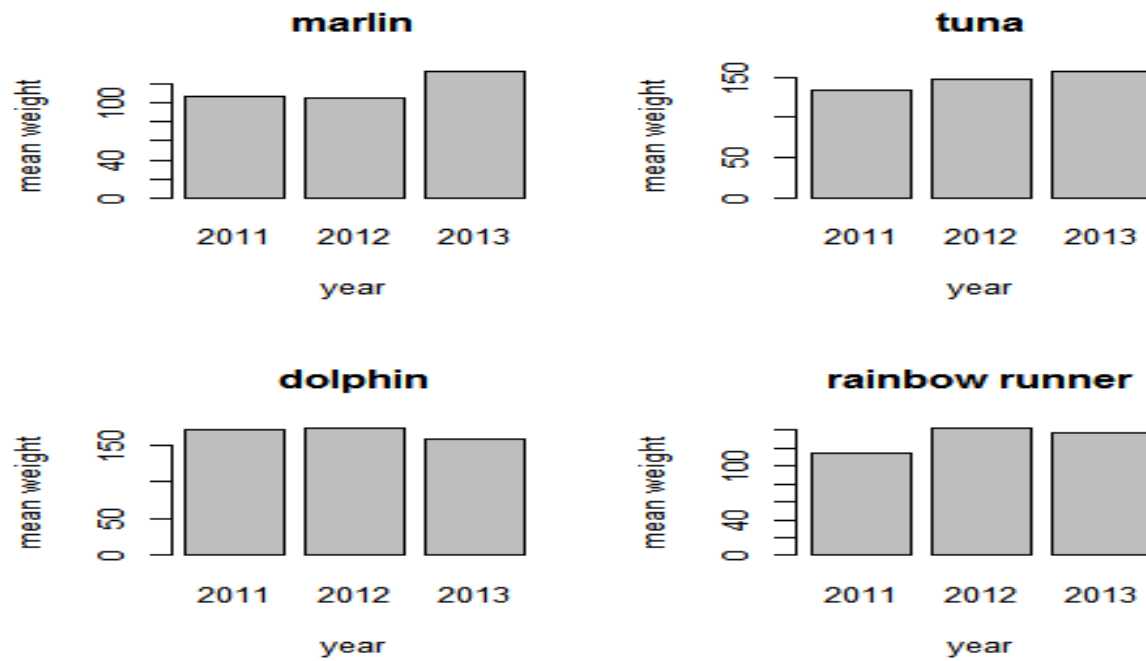 marlin
mean weight
0 40 100
2011 2012 2013
year
tuna
mean weight
0 50 150
2011 2012 2013
year
dolphin
mean weight
0 50 150
2011 2012 2013
year
rainbow runner
mean weight
0 40 100
2011 2012 2013
year